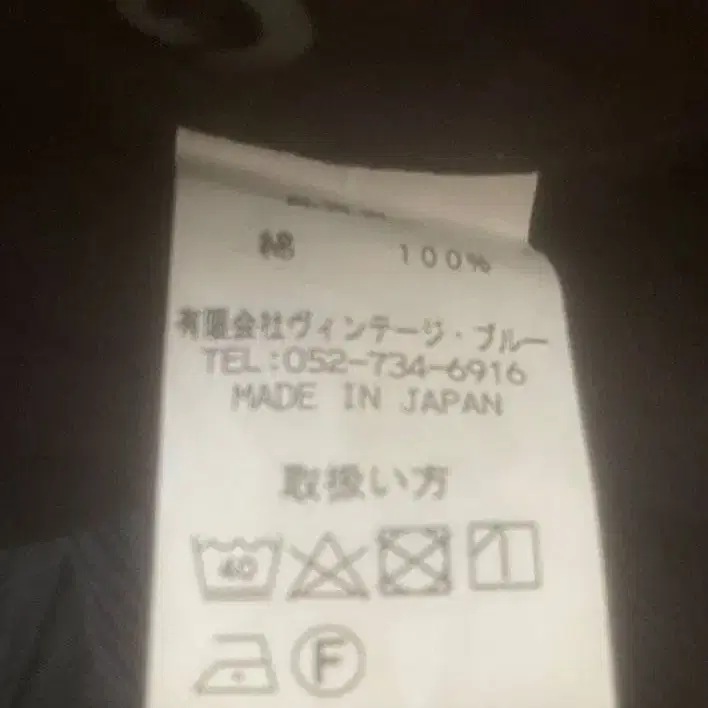 綿 100%
有限会社ヴィンテージ・ブルー
TEL:052-734-6916
MADE IN JAPAN
取扱い方
40
F